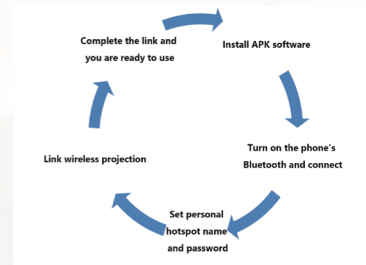 Complete the link and
you are ready to use
Install APK software
Turn on the phone's
Bluetooth and connect
Set personal
hotspot name
and password
Link wireless projection